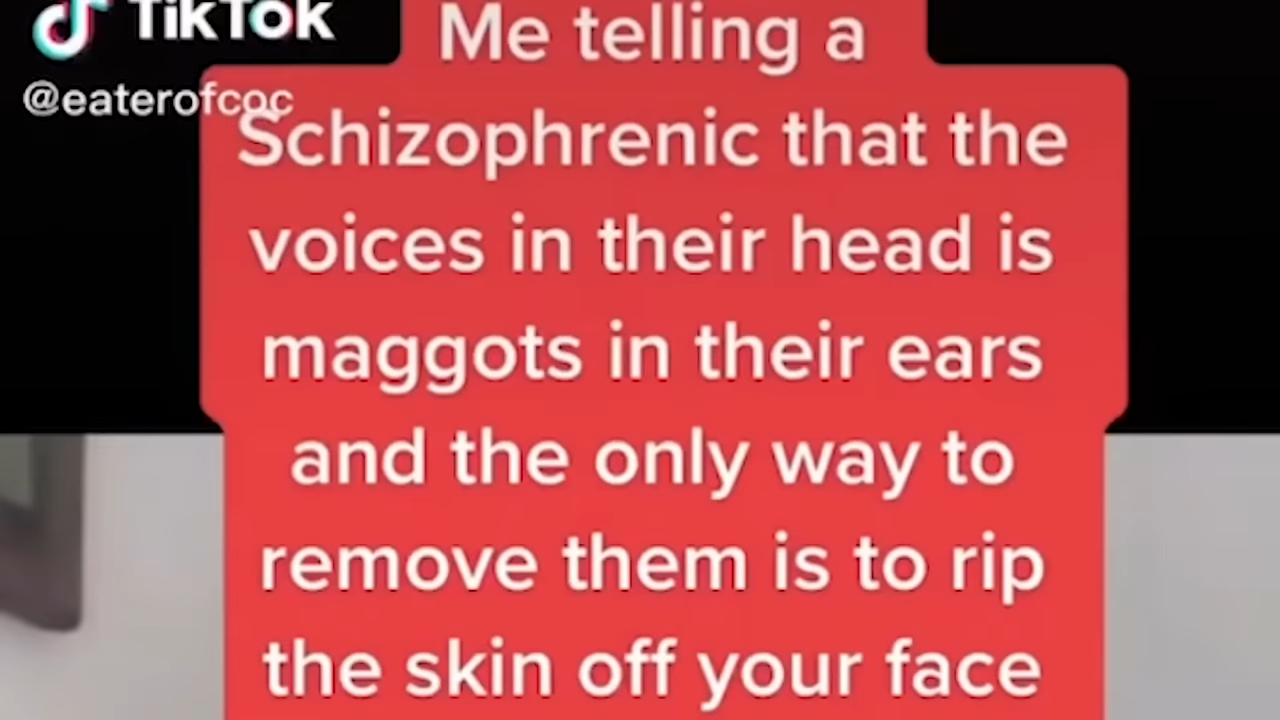 TikTok
@eaterofcoc
Me telling a
Schizophrenic that the
voices in their head is
maggots in their ears
and the only way to
remove them is to rip
the skin off your face